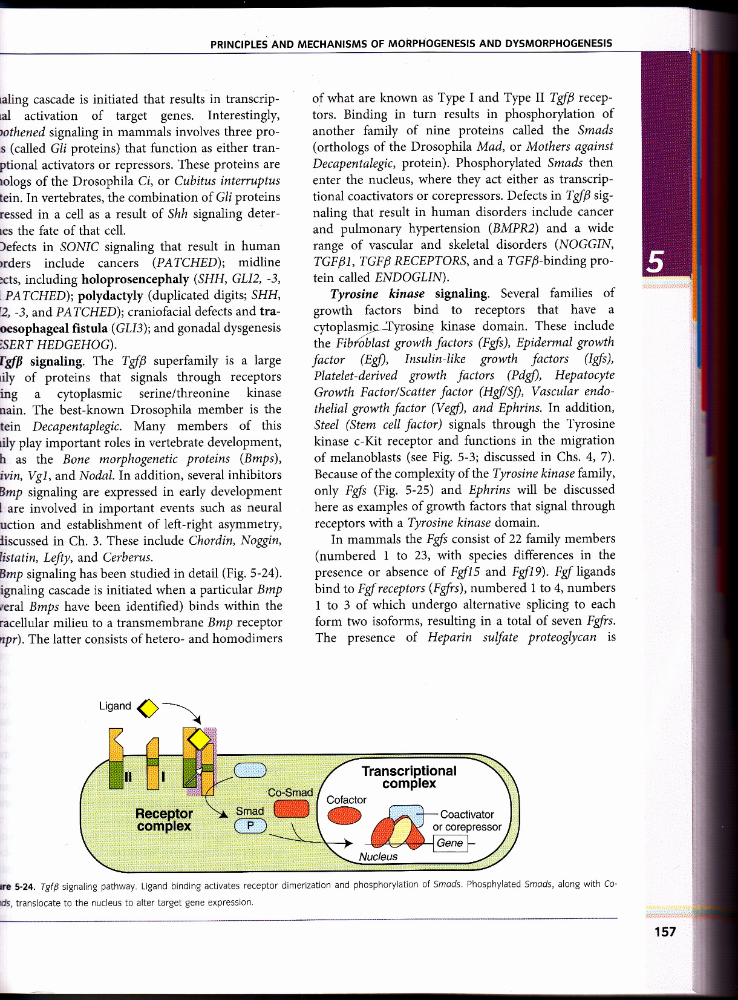 PRINCIPLES AND MECHANISMS OF MORPHOGENESIS AND DYSMORPHOGENESIS
aling cascade is initiated that results in transcrip-
al activation of target genes. Interestingly,
othened signaling in mammals involves three pro-
s (called Gli proteins) that function as either tran-
ptional activators or repressors. These proteins are
ologs of the Drosophila Ci, or Cubitus interruptus
tein. In vertebrates, the combination of Gli proteins
ressed in a cell as a result of Shh signaling deter-
es the fate of that cell.
Defects in SONIC signaling that result in human
orders include cancers (PATCHED); midline
ects, including holoprosencephaly (SHH, GLI2, -3,
PATCHED); polydactyly (duplicated digits; SHH,
2, -3, and PATCHED); craniofacial defects and tra-
oesophageal fistula (GLI3); and gonadal dysgenesis
ESERT HEDGEHOG).
Tgfβ signaling. The Tgfβ superfamily is a large
ily of proteins that signals through receptors
ing a cytoplasmic serine/threonine kinase
main. The best-known Drosophila member is the
tein Decapentaplegic. Many members of this
ily play important roles in vertebrate development,
h as the Bone morphogenetic proteins (Bmps),
ivin, Vg1, and Nodal. In addition, several inhibitors
Bmp signaling are expressed in early development
are involved in important events such as neural
uction and establishment of left-right asymmetry,
discussed in Ch. 3. These include Chordin, Noggin,
listatin, Lefty, and Cerberus.
Bmp signaling has been studied in detail (Fig. 5-24).
ignaling cascade is initiated when a particular Bmp
veral Bmps have been identified) binds within the
racellular milieu to a transmembrane Bmp receptor
mpr). The latter consists of hetero- and homodimers
of what are known as Type I and Type II Tgfβ recep-
tors. Binding in turn results in phosphorylation of
another family of nine proteins called the Smads
(orthologs of the Drosophila Mad, or Mothers against
Decapentalegic, protein). Phosphorylated Smads then
enter the nucleus, where they act either as transcrip-
tional coactivators or corepressors. Defects in Tgfβ sig-
naling that result in human disorders include cancer
and pulmonary hypertension (BMPR2) and a wide
range of vascular and skeletal disorders (NOGGIN,
TGFβ1, TGFβ RECEPTORS, and a TGFβ-binding pro-
tein called ENDOGLIN).
Tyrosine kinase signaling. Several families of
growth factors bind to receptors that have a
cytoplasmic Tyrosine kinase domain. These include
the Fibroblast growth factors (Fgfs), Epidermal growth
factor (Egf), Insulin-like growth factors (Igfs),
Platelet-derived growth factors (Pdgf), Hepatocyte
Growth Factor/Scatter factor (Hgf/Sf), Vascular endo-
thelial growth factor (Vegf), and Ephrins. In addition,
Steel (Stem cell factor) signals through the Tyrosine
kinase c-Kit receptor and functions in the migration
of melanoblasts (see Fig. 5-3; discussed in Chs. 4, 7).
Because of the complexity of the Tyrosine kinase family,
only Fgfs (Fig. 5-25) and Ephrins will be discussed
here as examples of growth factors that signal through
receptors with a Tyrosine kinase domain.
In mammals the Fgfs consist of 22 family members
(numbered 1 to 23, with species differences in the
presence or absence of Fgf15 and Fgf19). Fgf ligands
bind to Fgf receptors (Fgfrs), numbered 1 to 4, numbers
1 to 3 of which undergo alternative splicing to each
form two isoforms, resulting in a total of seven Fgfrs.
The presence of Heparin sulfate proteoglycan is
5
Ligand
II
I
Receptor
complex
Co-Smad
Smad
P
Transcriptional
complex
Cofactor
Coactivator
or corepressor
Gene
Nucleus
re 5-24. Tgfβ signaling pathway. Ligand binding activates receptor dimerization and phosphorylation of Smads. Phosphylated Smads, along with Co-
ds, translocate to the nucleus to alter target gene expression.
157